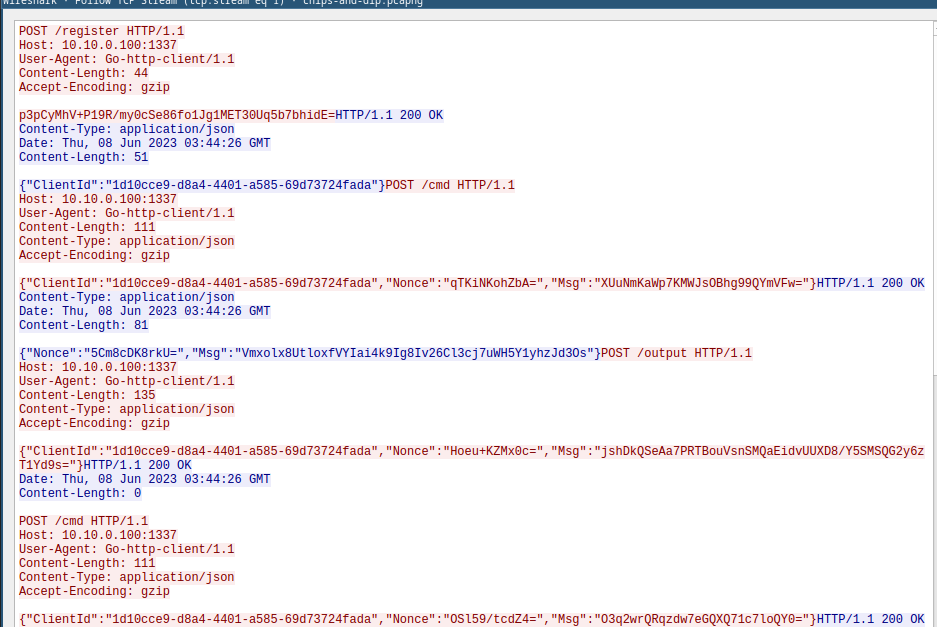 Wireshark · Follow TCP Stream (tcp.stream eq 1) · chips-and-dip.pcapng
POST /register HTTP/1.1
Host: 10.10.0.100:1337
User-Agent: Go-http-client/1.1
Content-Length: 44
Accept-Encoding: gzip
p3pCyMhV+P19R/my0cSe86fo1Jg1MET30Uq5b7bhidE=HTTP/1.1 200 OK
Content-Type: application/json
Date: Thu, 08 Jun 2023 03:44:26 GMT
Content-Length: 51
{"ClientId":"1d10cce9-d8a4-4401-a585-69d73724fada"}POST /cmd HTTP/1.1
Host: 10.10.0.100:1337
User-Agent: Go-http-client/1.1
Content-Length: 111
Content-Type: application/json
Accept-Encoding: gzip
{"ClientId":"1d10cce9-d8a4-4401-a585-69d73724fada","Nonce":"qTKiNKohZbA=","Msg":"XUuNmKaWp7KMWJsOBhg99QYmVFw="}HTTP/1.1 200 OK
Content-Type: application/json
Date: Thu, 08 Jun 2023 03:44:26 GMT
Content-Length: 81
{"Nonce":"5Cm8cDK8rkU=","Msg":"Vmxolx8UtloxfVYIai4k9Ig8Iv26Cl3cj7uWH5Y1yhzJd3Os"}POST /output HTTP/1.1
Host: 10.10.0.100:1337
User-Agent: Go-http-client/1.1
Content-Length: 135
Content-Type: application/json
Accept-Encoding: gzip
{"ClientId":"1d10cce9-d8a4-4401-a585-69d73724fada","Nonce":"Hoeu+KZMx0c=","Msg":"jshDkQSeAa7PRTBouVsnSMQaEidvUUXD8/Y5SMSQG2y6z
T1Yd9s="}HTTP/1.1 200 OK
Date: Thu, 08 Jun 2023 03:44:26 GMT
Content-Length: 0
POST /cmd HTTP/1.1
Host: 10.10.0.100:1337
User-Agent: Go-http-client/1.1
Content-Length: 111
Content-Type: application/json
Accept-Encoding: gzip
{"ClientId":"1d10cce9-d8a4-4401-a585-69d73724fada","Nonce":"OSl59/tcdZ4=","Msg":"O3q2wrQRqzdw7eGQXQ71c7loQY0="}HTTP/1.1 200 OK